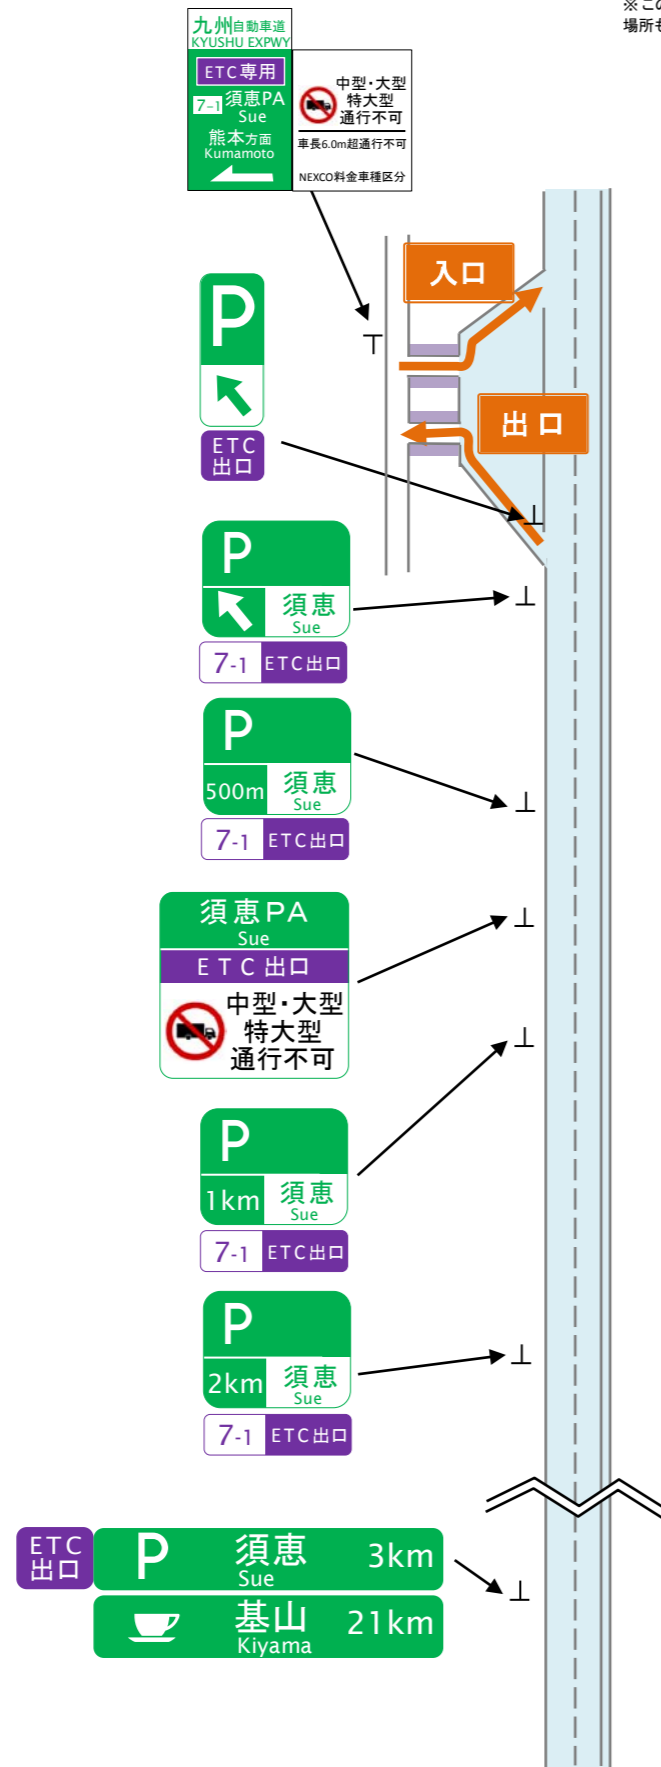 ※この
場所も
九州自動車道
KYUSHU EXPWY
ETC専用
7-1 須恵PA
Sue
熊本方面
Kumamoto
中型・大型
特大型
通行不可
車長6.0m超通行不可
NEXCO料金車種区分
入口
P
ETC
出口
出口
P
須恵
Sue
7-1 ETC出口
P
500m 須恵
Sue
7-1 ETC出口
須恵PA
Sue
ETC出口
中型・大型
特大型
通行不可
P
1km 須恵
Sue
7-1 ETC出口
P
2km 須恵
Sue
7-1 ETC出口
ETC
出口
P 須恵 3km
Sue
基山 21km
Kiyama